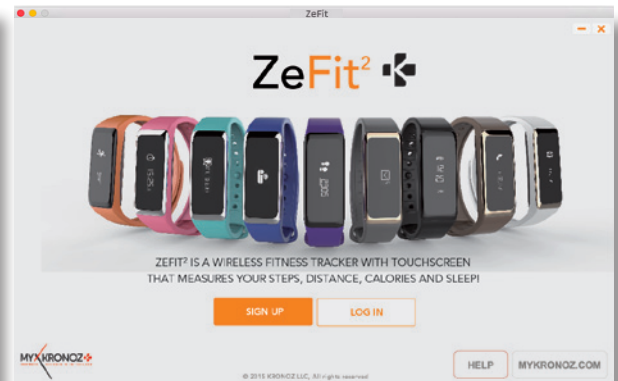 ZeFit
ZeFit²
ZEFIT² IS A WIRELESS FITNESS TRACKER WITH TOUCHSCREEN
THAT MEASURES YOUR STEPS, DISTANCE, CALORIES AND SLEEP!
SIGN UP
LOG IN
MYKRONOZ
© 2015 KRONOZ LLC, All rights reserved
HELP
MYKRONOZ.COM